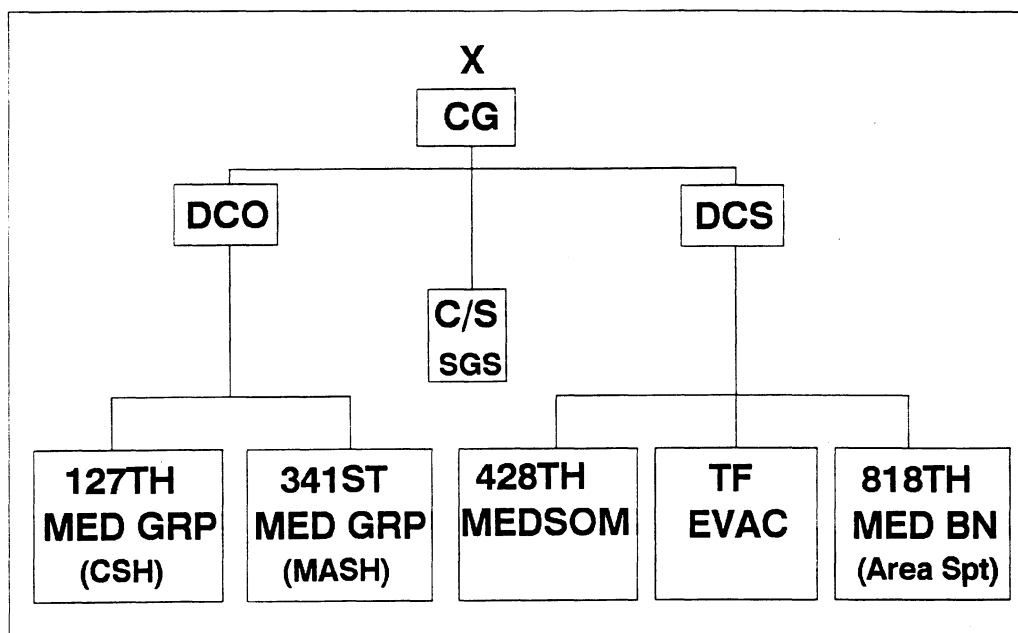 X
CG
DCO
DCS
C/S
SGS
127TH
MED GRP
(CSH)
341ST
MED GRP
(MASH)
428TH
MEDSOM
TF
EVAC
818TH
MED BN
(Area Spt)